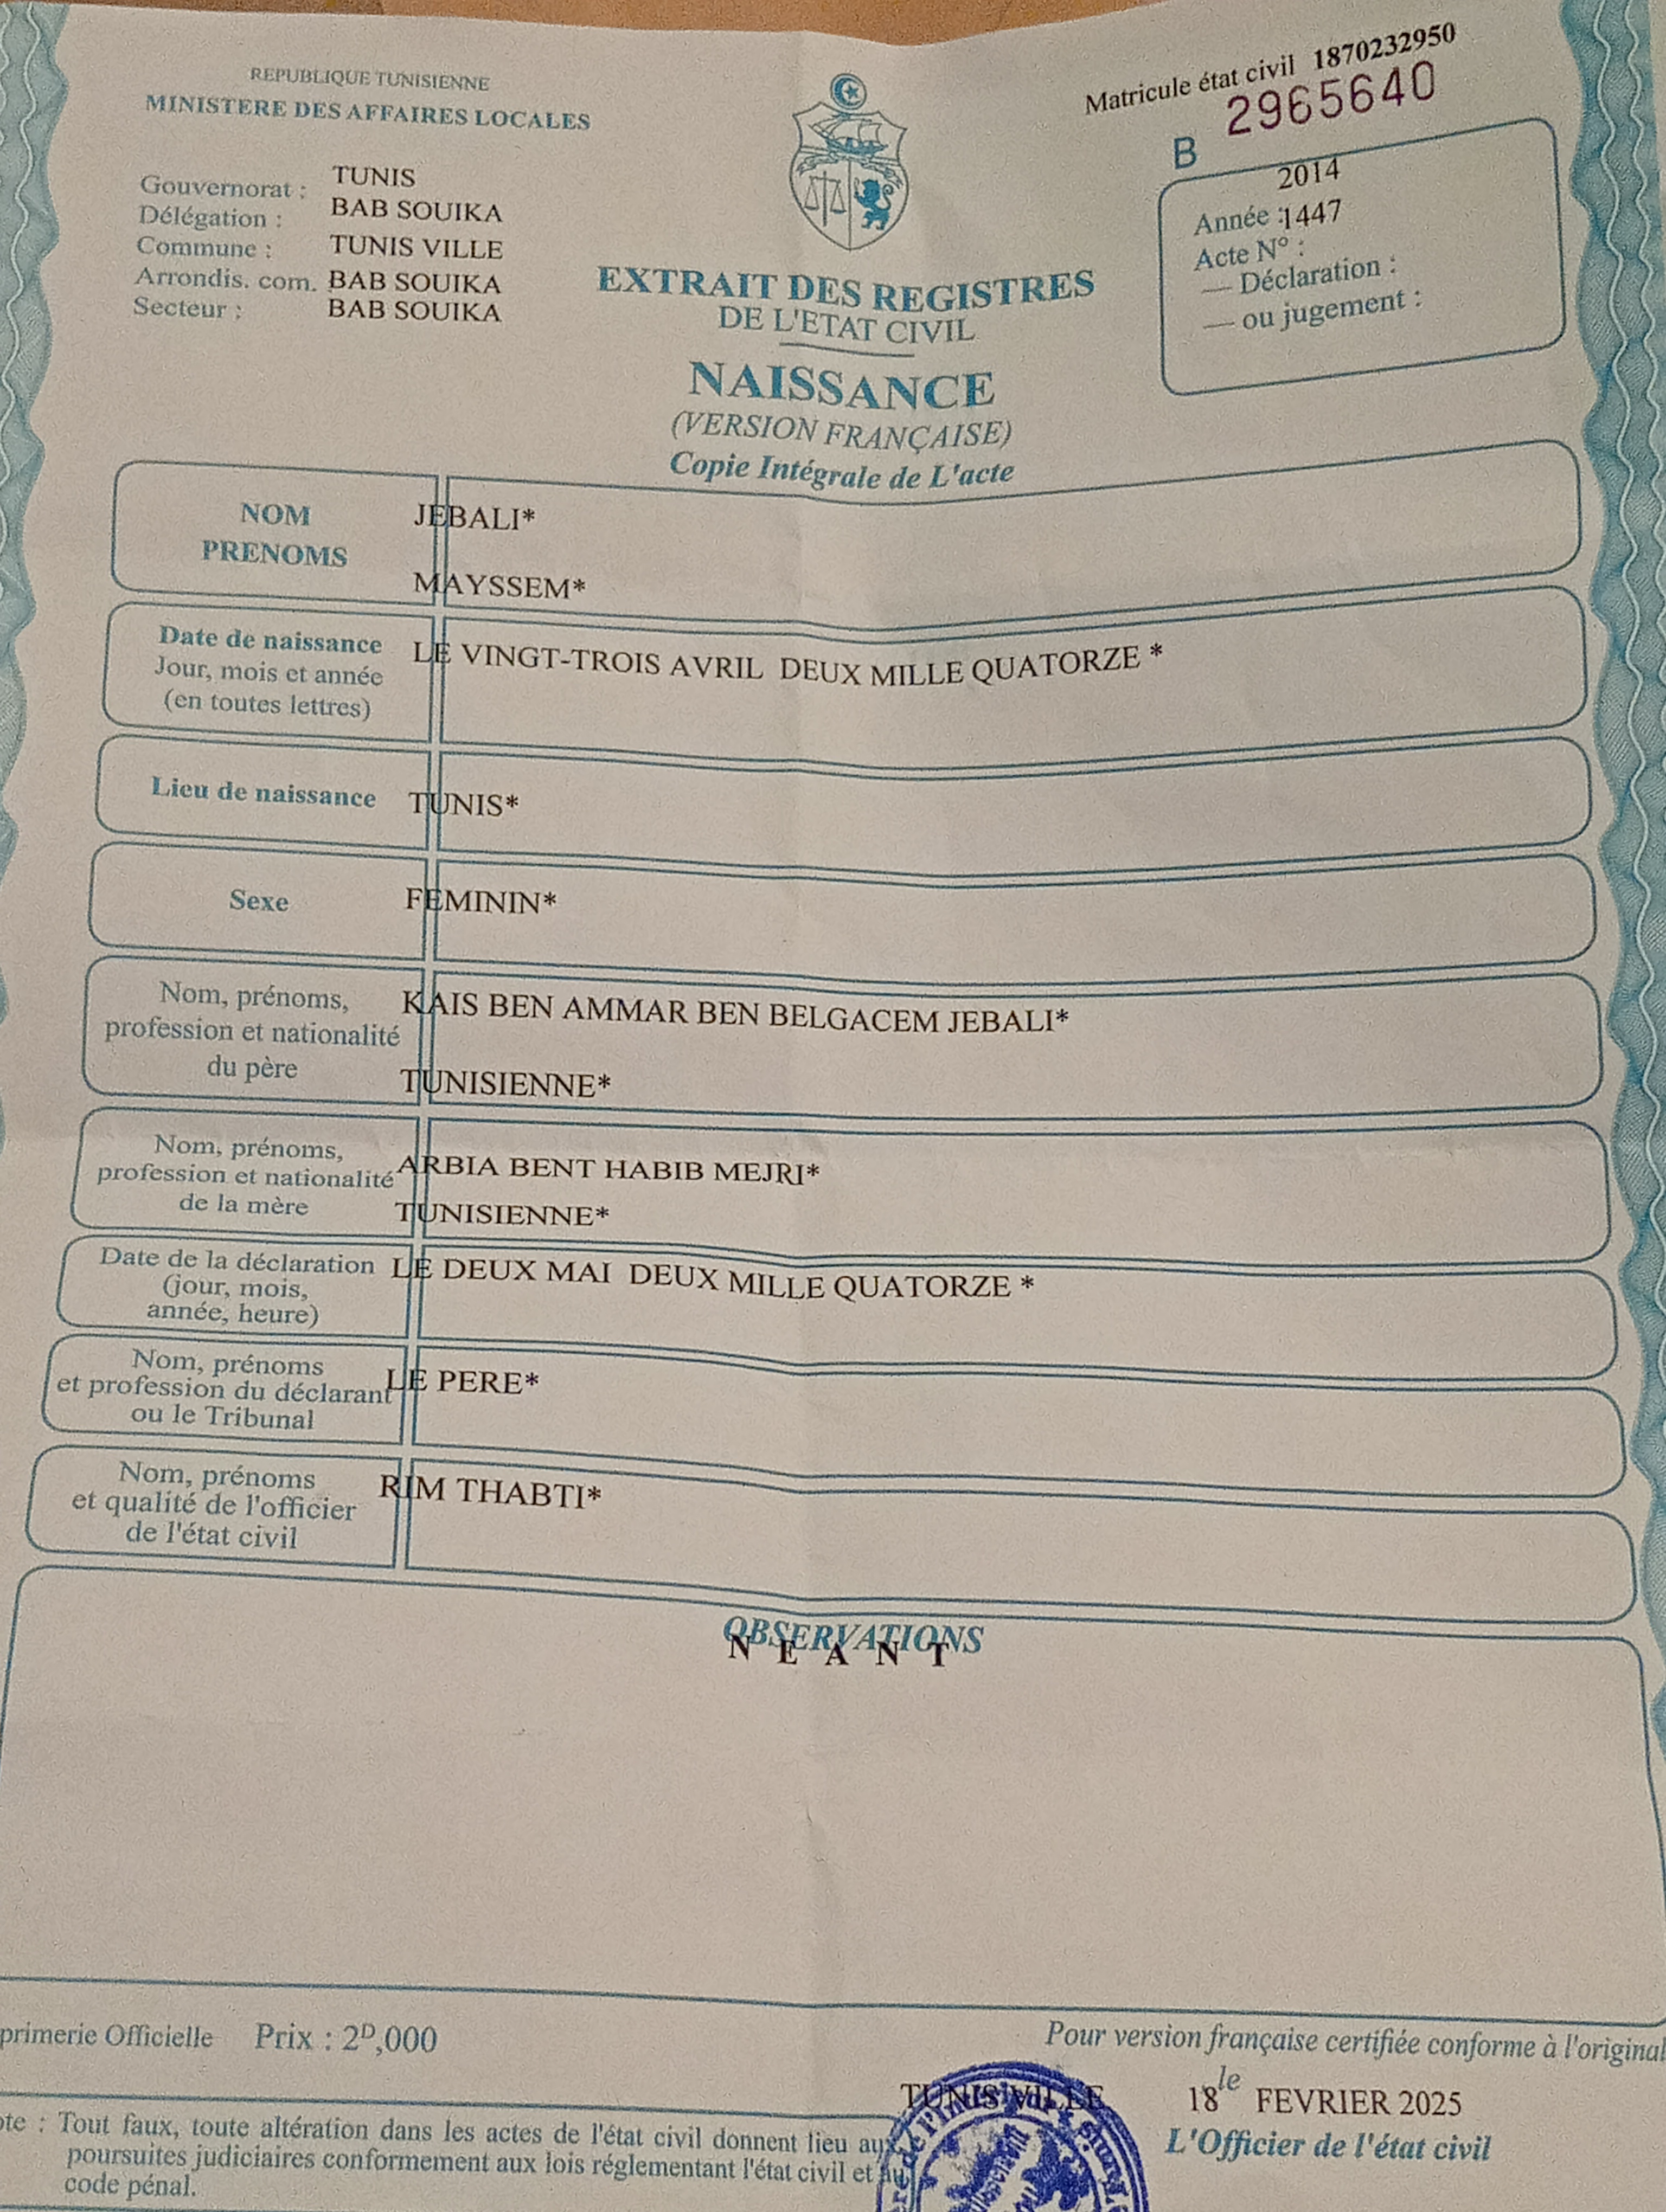 REPUBLIQUE TUNISIENNE
MINISTERE DES AFFAIRES LOCALES
Matricule état civil 1870232950
B 2965640
Gouvernorat : TUNIS
Délégation : BAB SOUIKA
Commune : TUNIS VILLE
Arrondis. com. BAB SOUIKA
Secteur : BAB SOUIKA
2014
Année :
1447
Acte N° :
— Déclaration :
— ou jugement :
EXTRAIT DES REGISTRES
DE L'ETAT CIVIL
NAISSANCE
(VERSION FRANÇAISE)
Copie Intégrale de L'acte
NOM JEBALI*
PRENOMS
MAYSSEM*
Date de naissance
Jour, mois et année
(en toutes lettres)
LE VINGT-TROIS AVRIL DEUX MILLE QUATORZE *
Lieu de naissance TUNIS*
Sexe FEMININ*
Nom, prénoms,
profession et nationalité
du père
KAIS BEN AMMAR BEN BELGACEM JEBALI*
TUNISIENNE*
Nom, prénoms,
profession et nationalité
de la mère
ARBIA BENT HABIB MEJRI*
TUNISIENNE*
Date de la déclaration
(jour, mois,
année, heure)
LE DEUX MAI DEUX MILLE QUATORZE *
Nom, prénoms
et profession du déclarant
ou le Tribunal
LE PERE*
Nom, prénoms
et qualité de l'officier
de l'état civil
RIM THABTI*
OBSERVATIONS
N E A N T
primerie Officielle Prix : 2ᴰ,000
Pour version française certifiée conforme à l'original
TUNIS VILLE
le
18 FEVRIER 2025
L'Officier de l'état civil
te : Tout faux, toute altération dans les actes de l'état civil donnent lieu aux
poursuites judiciaires conformement aux lois réglementant l'état civil et au
code pénal.